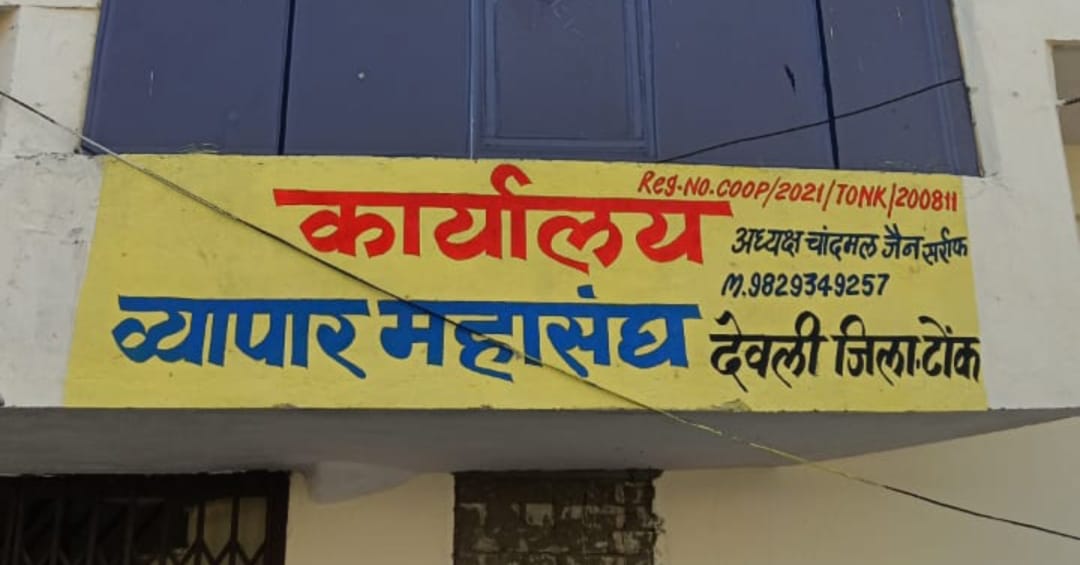 Reg.No.COOP/2021/TONK/200811
कार्यालय
अध्यक्ष चांदमल जैन सर्राफ
M.9829349257
व्यापार महासंघ देवली जिला-टोंक